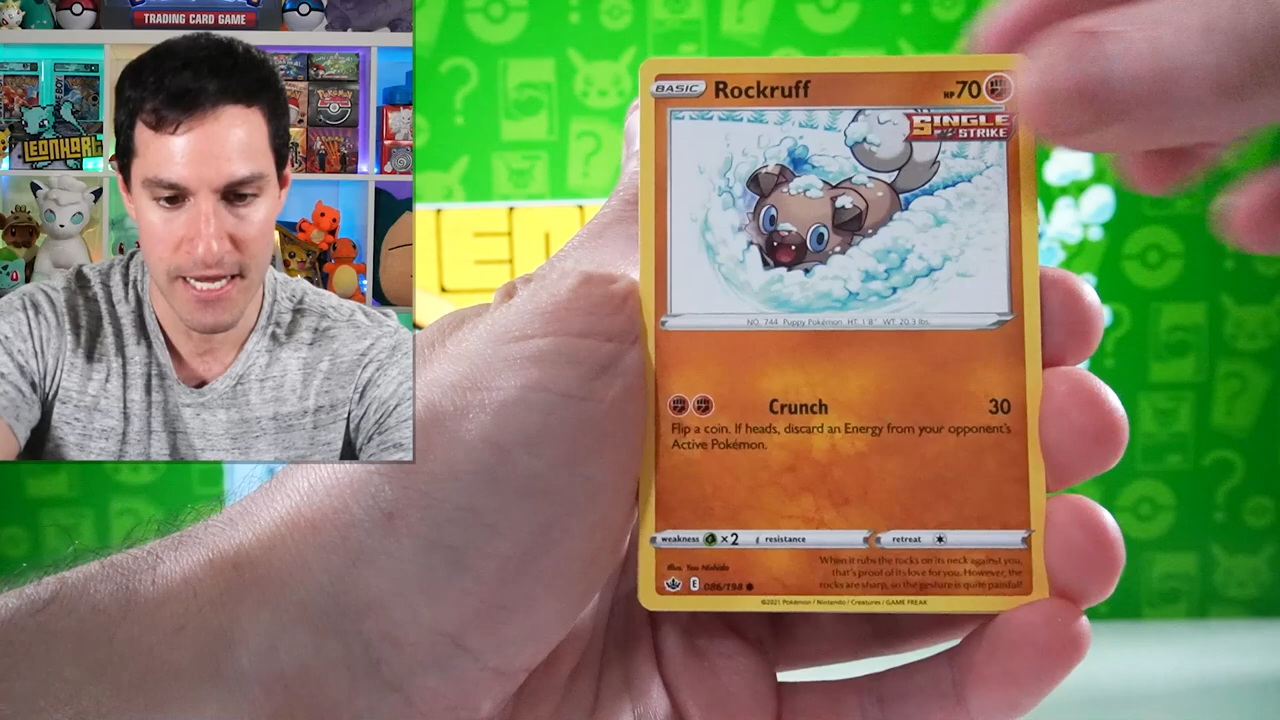 TRADING CARD GAME
LEONHART
BASIC
Rockruff
HP70
SINGLE
STRIKE
NO. 744 Puppy Pokémon HT: 1'8" WT: 20.3 lbs.
Crunch
30
Flip a coin. If heads, discard an Energy from your opponent's
Active Pokémon.
weakness ×2 resistance retreat
Illus. You Nishida
When it rubs the rocks on its neck against you,
that's proof of its love for you. However, the
rocks are sharp, so the gesture is quite painful!
E 086/198
©2021 Pokémon / Nintendo / Creatures / GAME FREAK